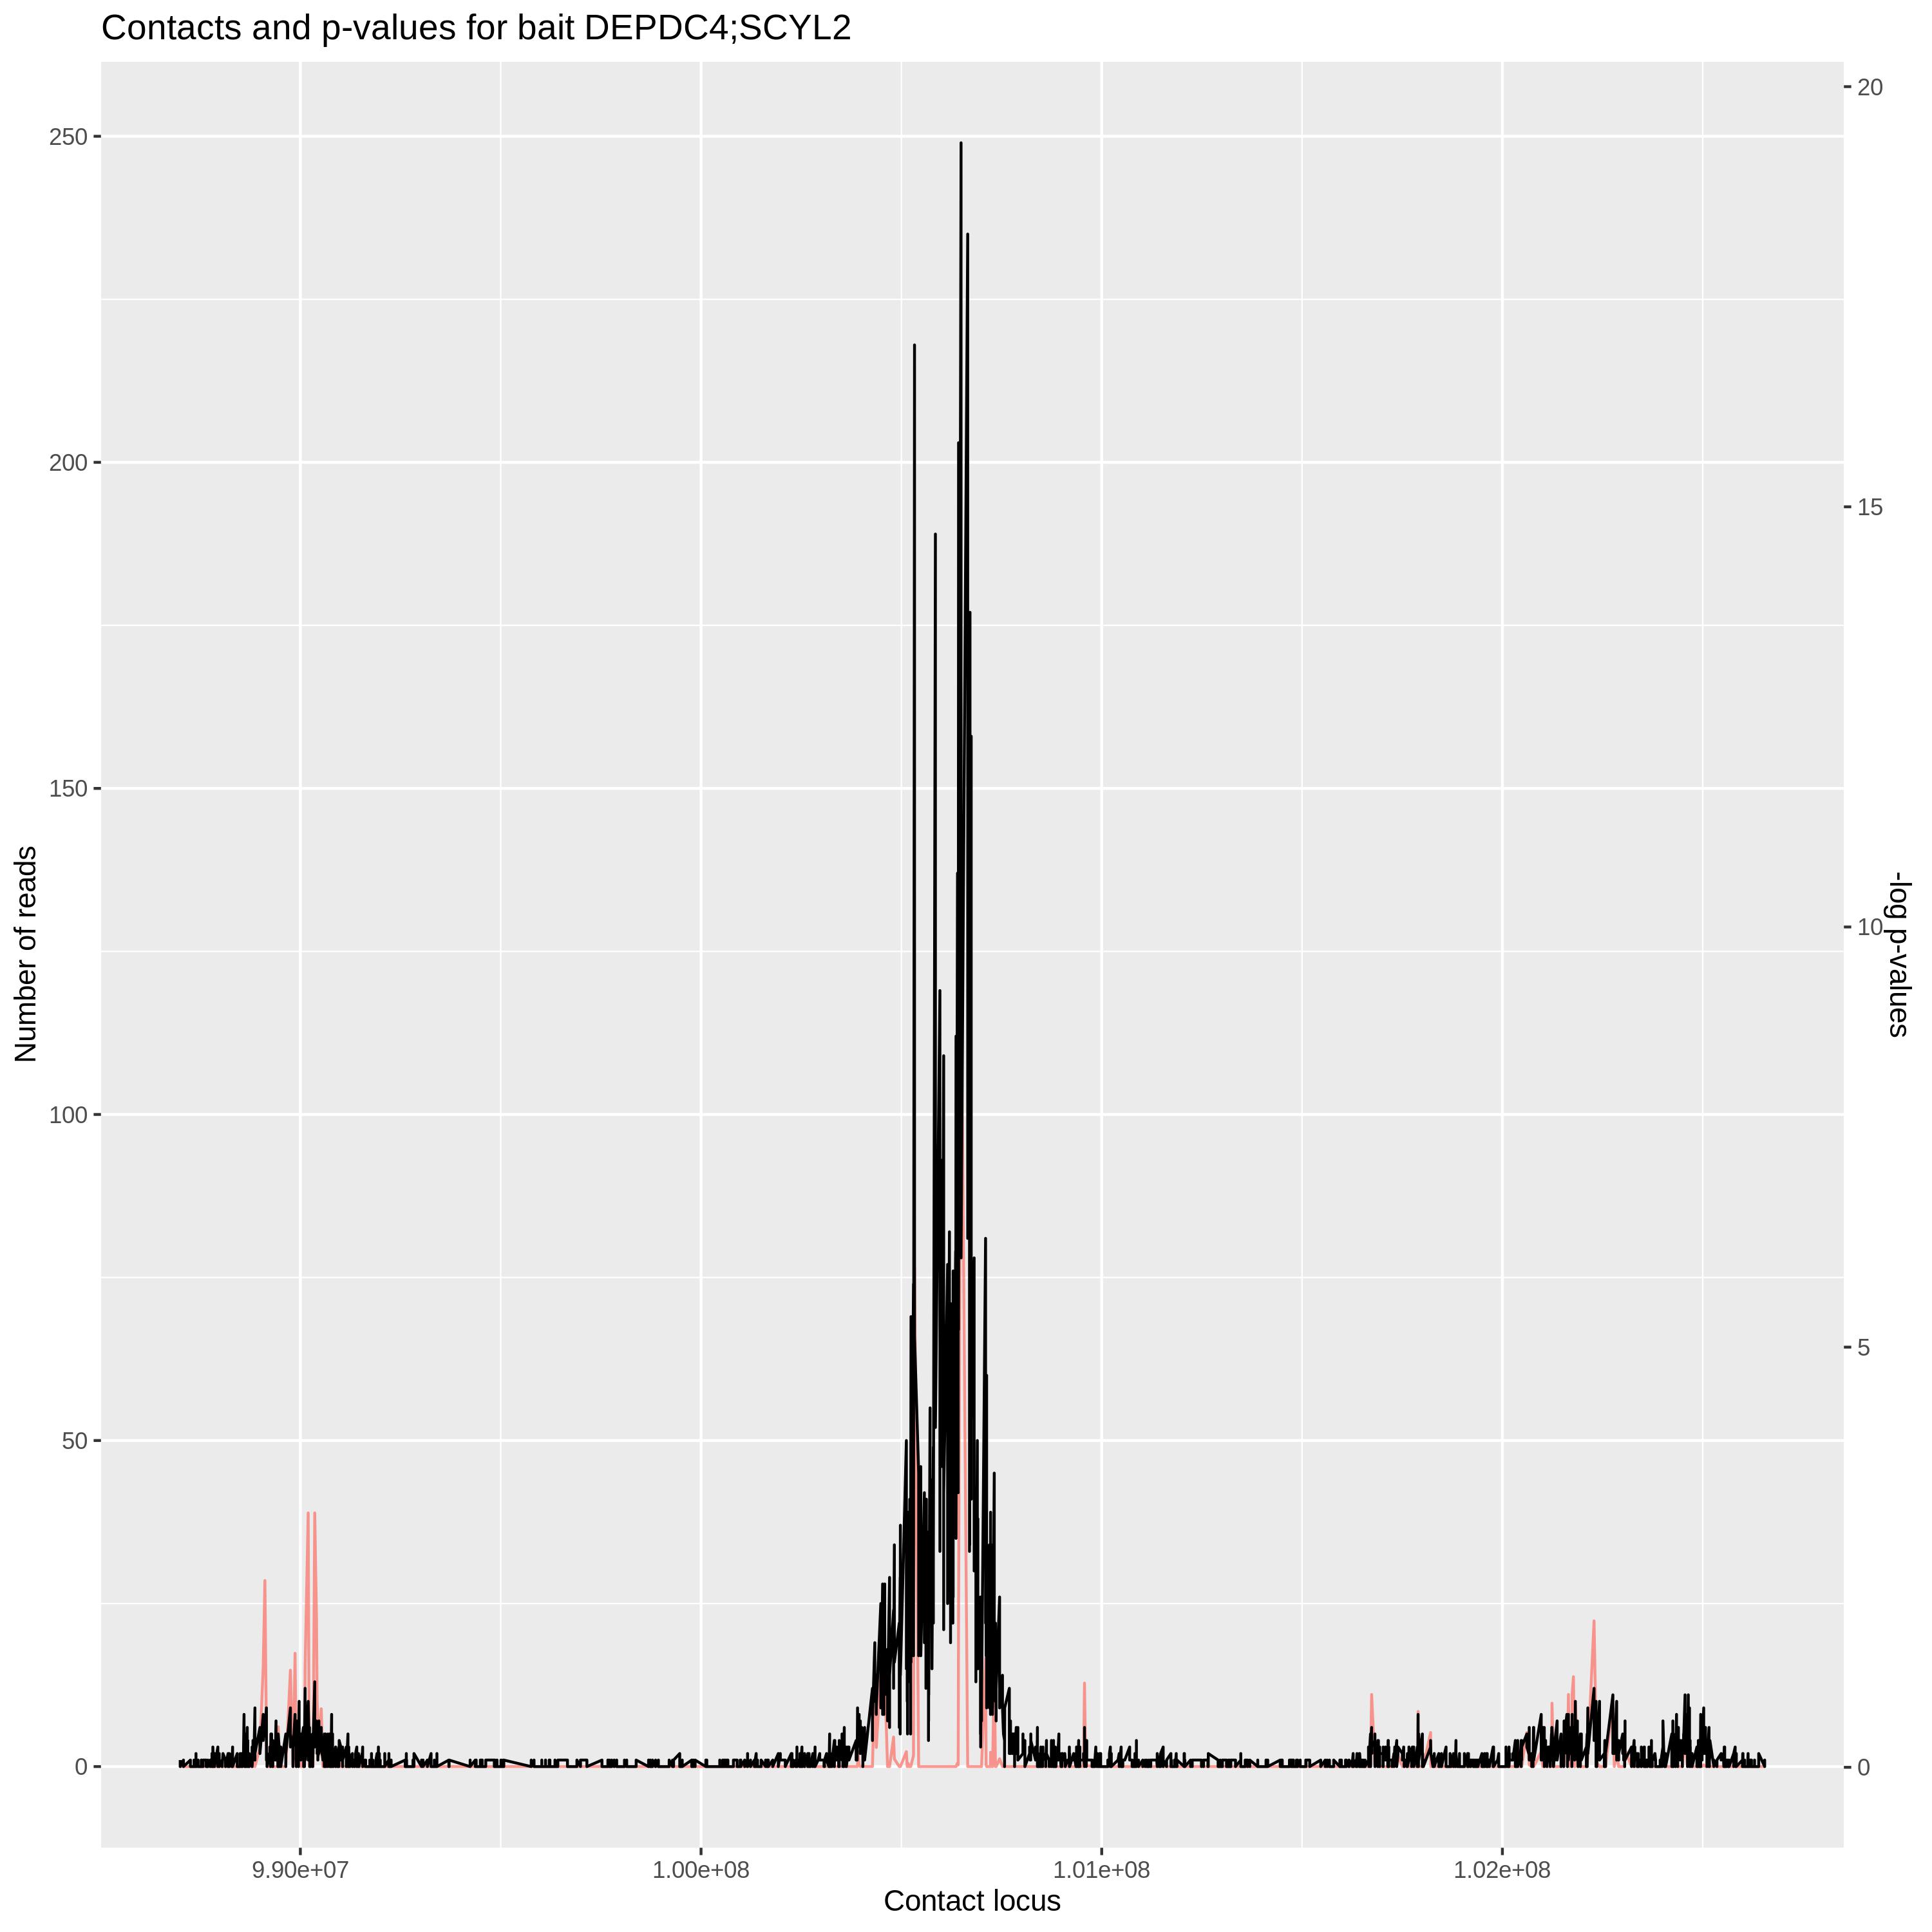 Contacts and p-values for bait DEPDC4;SCYL2
250
200
150
100
50
0
Number of reads
20
15
10
5
0
-log p-values
9.90e+07
1.00e+08
1.01e+08
1.02e+08
Contact locus